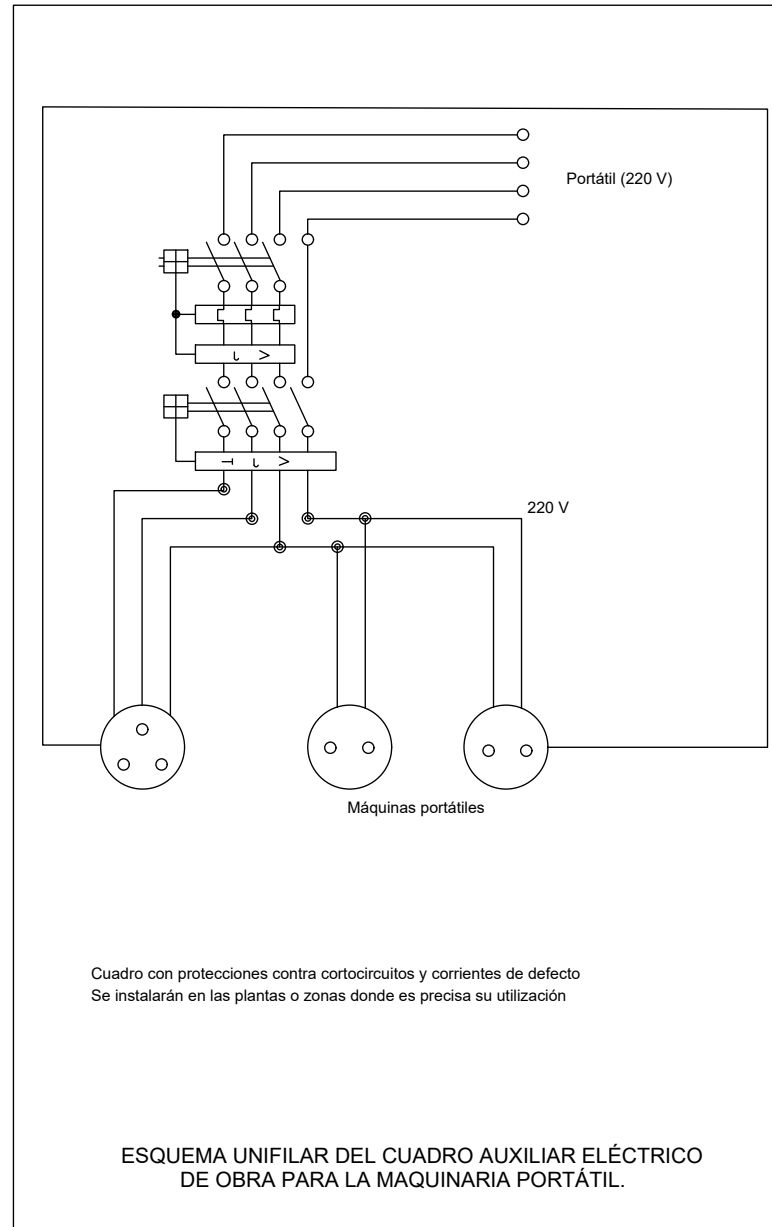 Portátil (220 V)
220 V
Máquinas portátiles
Cuadro con protecciones contra cortocircuitos y corrientes de defecto
Se instalarán en las plantas o zonas donde es precisa su utilización
ESQUEMA UNIFILAR DEL CUADRO AUXILIAR ELÉCTRICO
DE OBRA PARA LA MAQUINARIA PORTÁTIL.